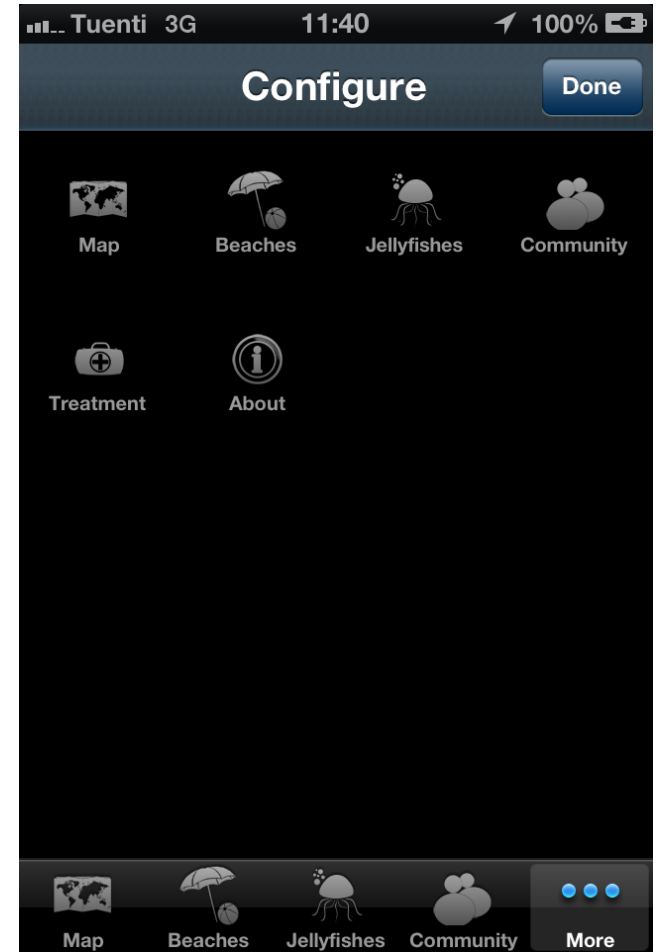 Tuenti 3G 11:40 100%
Configure Done
Map Beaches Jellyfishes Community
Treatment About
Map Beaches Jellyfishes Community More